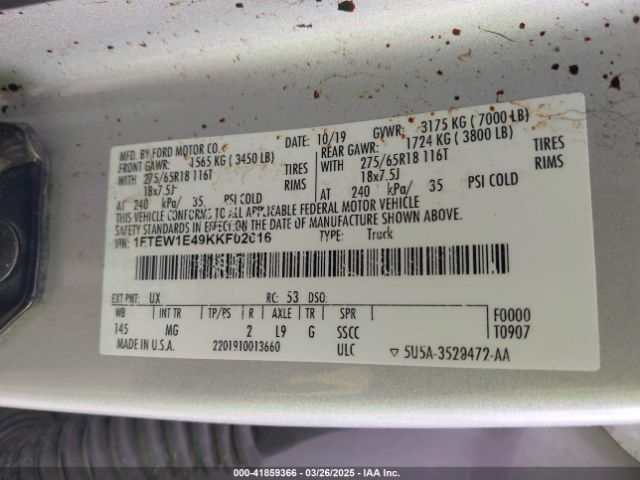 MFD. BY FORD MOTOR CO.
DATE: 10/19
GVWR: 3175 KG ( 7000 LB)
FRONT GAWR: 1565 KG ( 3450 LB)
REAR GAWR: 1724 KG ( 3800 LB)
WITH 275/65R18 116T TIRES
WITH 275/65R18 116T TIRES
18x7.5J RIMS
18x7.5J RIMS
AT 240 kPa/ 35 PSI COLD
AT 240 kPa/ 35 PSI COLD
THIS VEHICLE CONFORMS TO ALL APPLICABLE FEDERAL MOTOR VEHICLE
SAFETY STANDARDS IN EFFECT ON THE DATE OF MANUFACTURE SHOWN ABOVE.
VIN: 1FTEW1E49KKF02616
TYPE: Truck
EXT PNT: UX RC: 53 DSO:
WB INT TR TP/PS R AXLE TR SPR
F0000
145 MG 2 L9 G SSCC
T0907
MADE IN U.S.A. 2201910013660 ULC
▽ 5U5A-3520472-AA
000-41859366 | 03/26/2025 | IAA Inc.